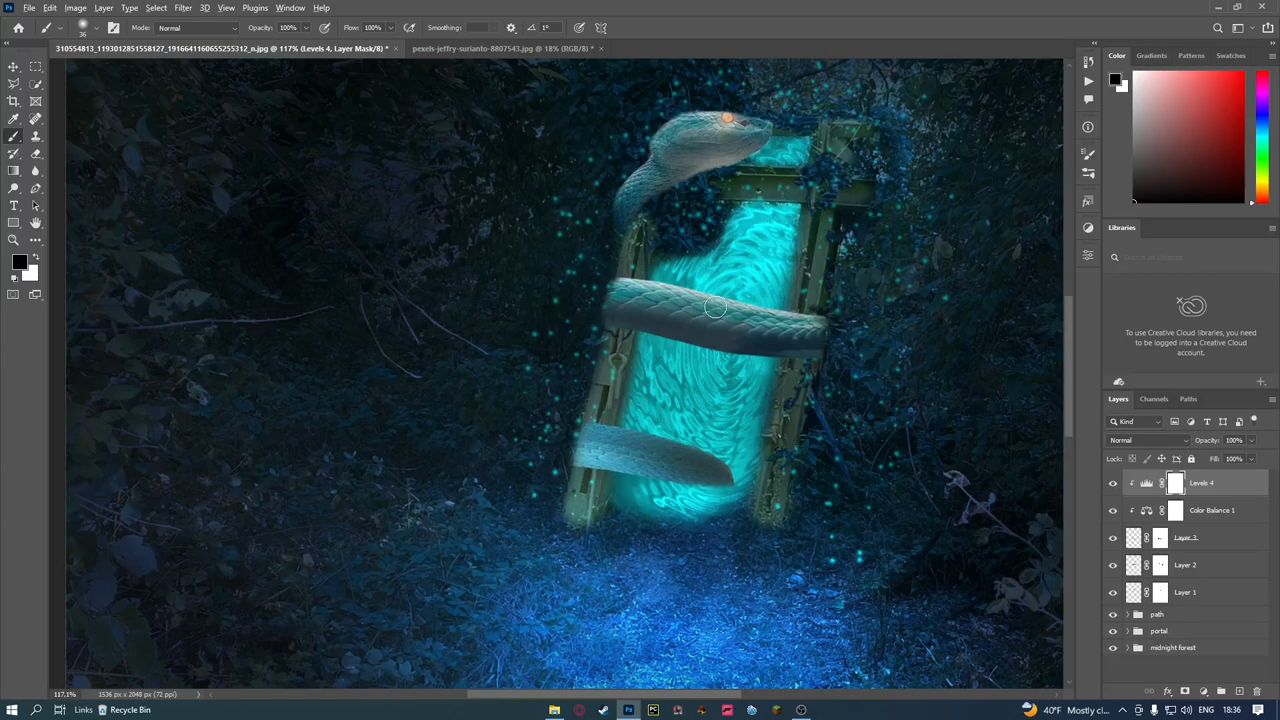 File Edit Image Layer Type Select Filter 3D View Plugins Window Help
Mode: Normal Opacity: 100% Flow: 100% Smoothing: 1°
310554813_1193012851558127_1916641160655255312_n.jpg @ 117% (Levels 4, Layer Mask/8) * × pexels-jeffry-surianto-8807543.jpg @ 18% (RGB/8) * ×
Color Gradients Patterns Swatches
Libraries
Search all Libraries
To use Creative Cloud libraries, you
need to be logged into a Creative Cloud
account.
Layers Channels Paths
Kind
Normal Opacity: 100%
Lock: Fill: 100%
Levels 4
Color Balance 1
Layer 3
Layer 2
Layer 1
path
portal
midnight forest
117.1% 1536 px x 2048 px (72 ppi)
Links Recycle Bin 40°F Mostly cl... ENG 18:36